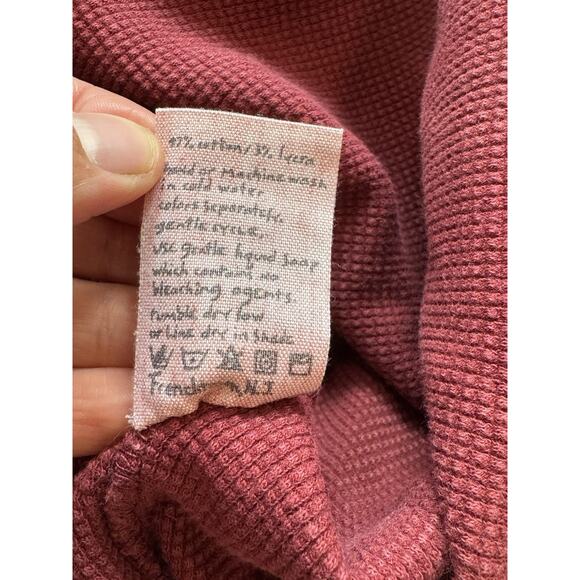 97% cotton/3% lycra
Hand or Machine wash
in cold water
colors separately.
gentle cycle.
use gentle liquid soap
which contant no
bleaching agents.
Tumble dry low
or Line dry in shade
N.J